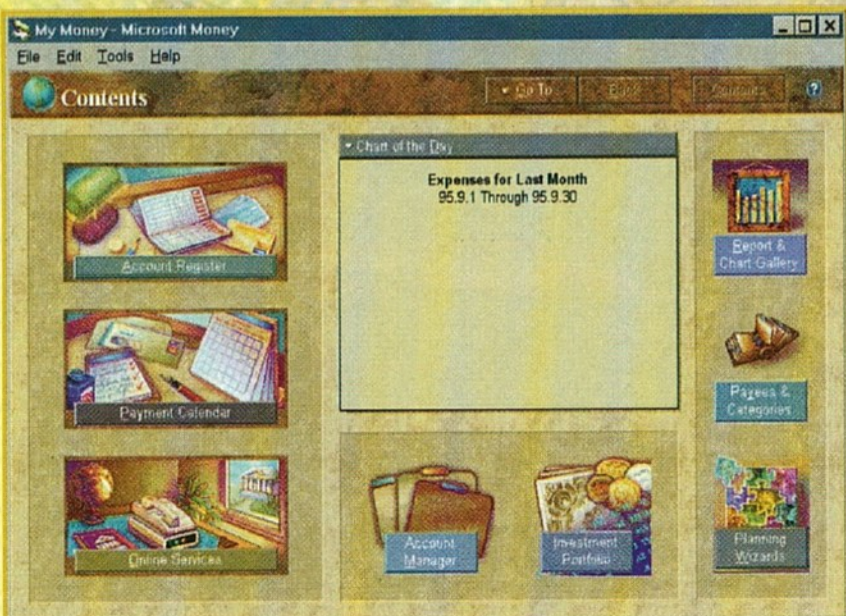 My Money - Microsoft Money
File Edit Tools Help
Contents
Go To Back Contents ?
Chart of the Day
Expenses for Last Month
95.9.1 Through 95.9.30
Account Register
Payment Calendar
Online Services
Account
Manager
Investment
Portfolio
Report &
Chart Gallery
Payees &
Categories
Planning
Wizards